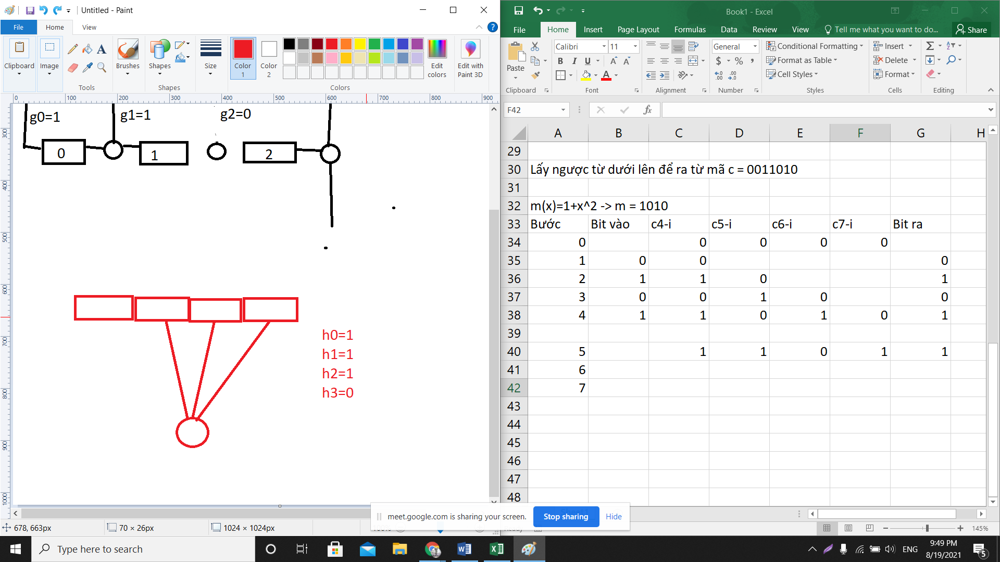 Untitled - Paint
File
Home
View
Clipboard
Image
Tools
Brushes
Shapes
Shapes
Size
Color 1
Color 2
Edit colors
Edit with Paint 3D
Colors
0 100 200 300 400 500 600 700 800 900
300
400
500
600
700
800
900
1000
g0=1
g1=1
g2=0
0
1
2
h0=1
h1=1
h2=1
h3=0
678, 663px
70 × 26px
1024 × 1024px
Book1 - Excel
File
Home
Insert
Page Layout
Formulas
Data
Review
View
Tell me what you want to do...
Share
Paste
Clipboard
Calibri
11
B I U
Font
Alignment
General
$ % ,
Number
Conditional Formatting
Format as Table
Cell Styles
Styles
Insert
Delete
Format
Cells
Editing
F42
fx
A B C D E F G H
29
30 Lấy ngược từ dưới lên để ra từ mã c = 0011010
31
32 m(x)=1+x^2 -> m = 1010
33 Bước Bit vào c4-i c5-i c6-i c7-i Bit ra
34 0 0 0 0 0
35 1 0 0 0
36 2 1 1 0 1
37 3 0 0 1 0 0
38 4 1 1 0 1 0 1
39
40 5 1 1 0 1 1
41 6
42 7
43
44
45
46
47
48
meet.google.com is sharing your screen.
Stop sharing
Hide
145%
Type here to search
ENG
9:49 PM
8/19/2021
5